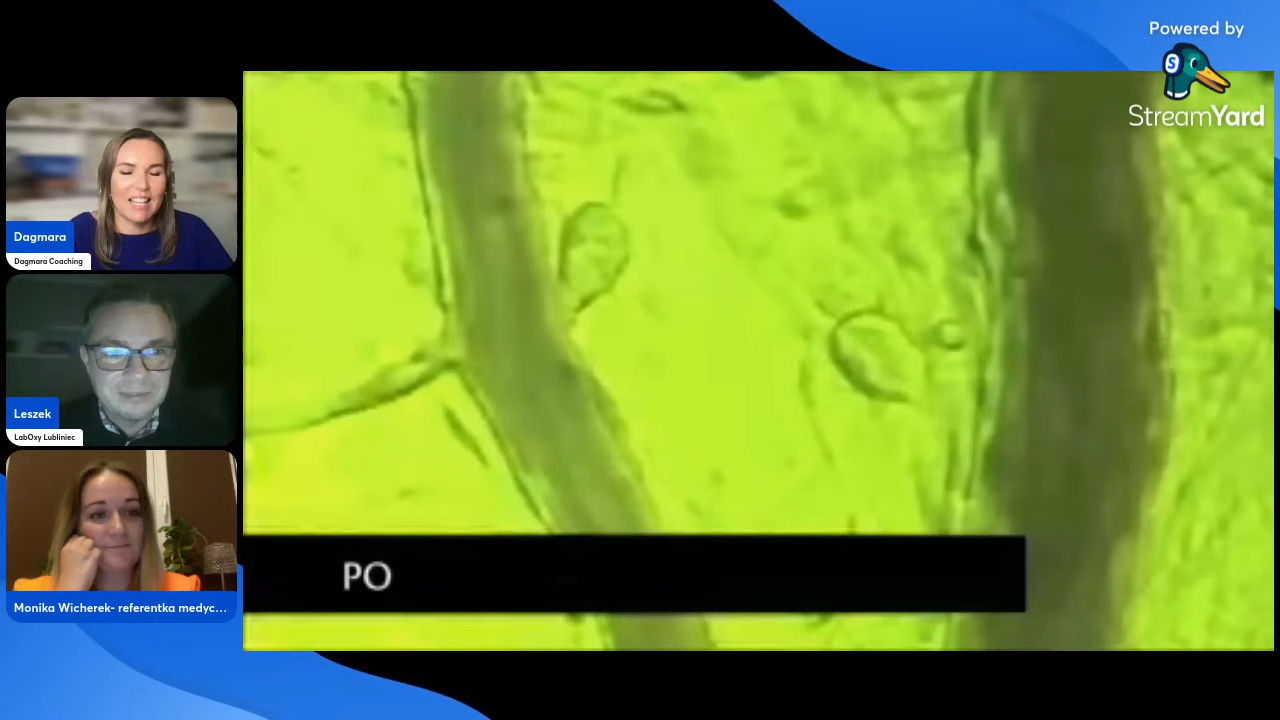 Powered by
S
StreamYard
Dagmara
Dagmara Coaching
Leszek
LabOxy Lubliniec
Monika Wicherek- referentka medyc...
PO